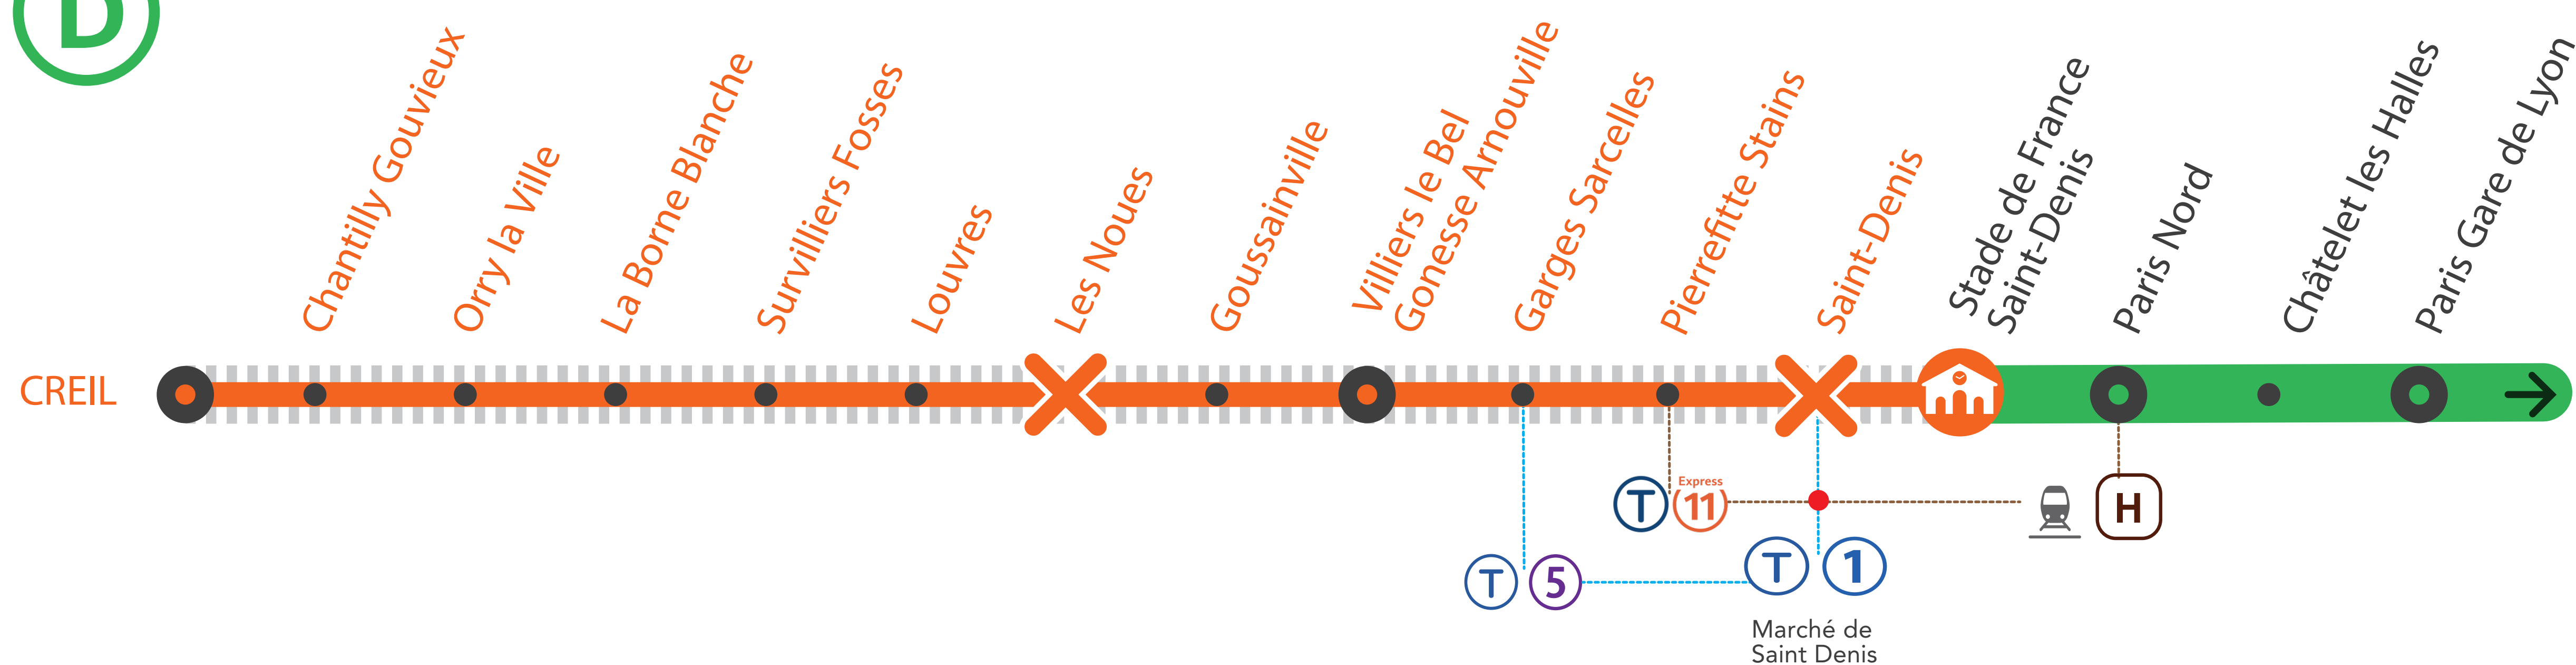 D
Chantilly Gouvieux
Orry la Ville
La Borne Blanche
Survilliers Fosses
Louvres
Les Noues
Goussainville
Villiers le Bel
Gonesse Arnouville
Garges Sarcelles
Pierrefitte Stains
Saint-Denis
Stade de France
Saint-Denis
Paris Nord
Châtelet les Halles
Paris Gare de Lyon
CREIL
Express
T 11
H
T 5
T 1
Marché de
Saint Denis